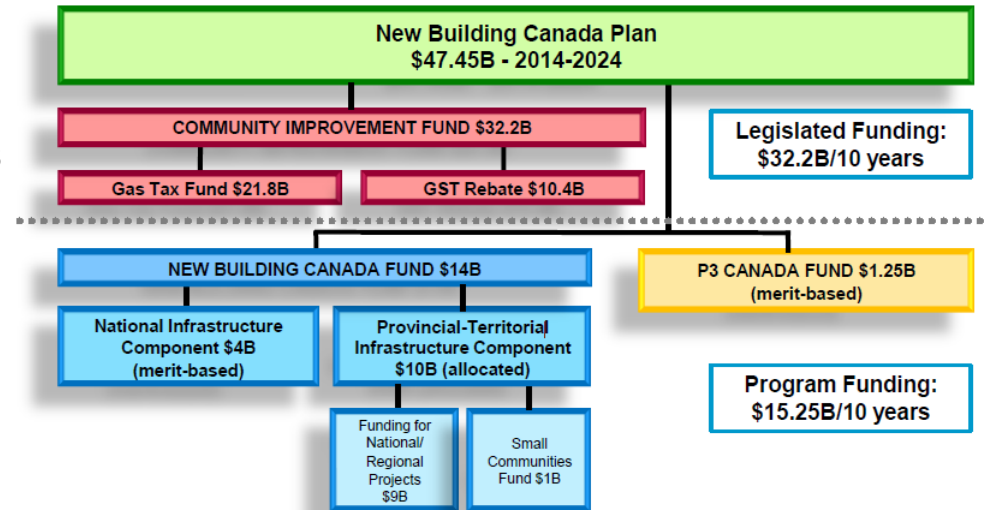 New Building Canada Plan
$47.45B - 2014-2024
COMMUNITY IMPROVEMENT FUND $32.2B
Legislated Funding:
$32.2B/10 years
Gas Tax Fund $21.8B
GST Rebate $10.4B
NEW BUILDING CANADA FUND $14B
P3 CANADA FUND $1.25B
(merit-based)
National Infrastructure
Component $4B
(merit-based)
Provincial-Territorial
Infrastructure Component
$10B (allocated)
Program Funding:
$15.25B/10 years
Funding for
National/
Regional
Projects
$9B
Small
Communities
Fund $1B